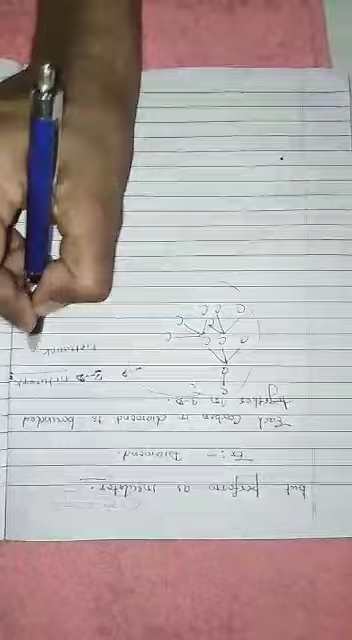 but perform as insulator.
Ex:- Diamond.
Each Carbon in diamond is bounded
together in 3-D.
C
C
C
C C
C C C
C C C
→ 3-D network
network